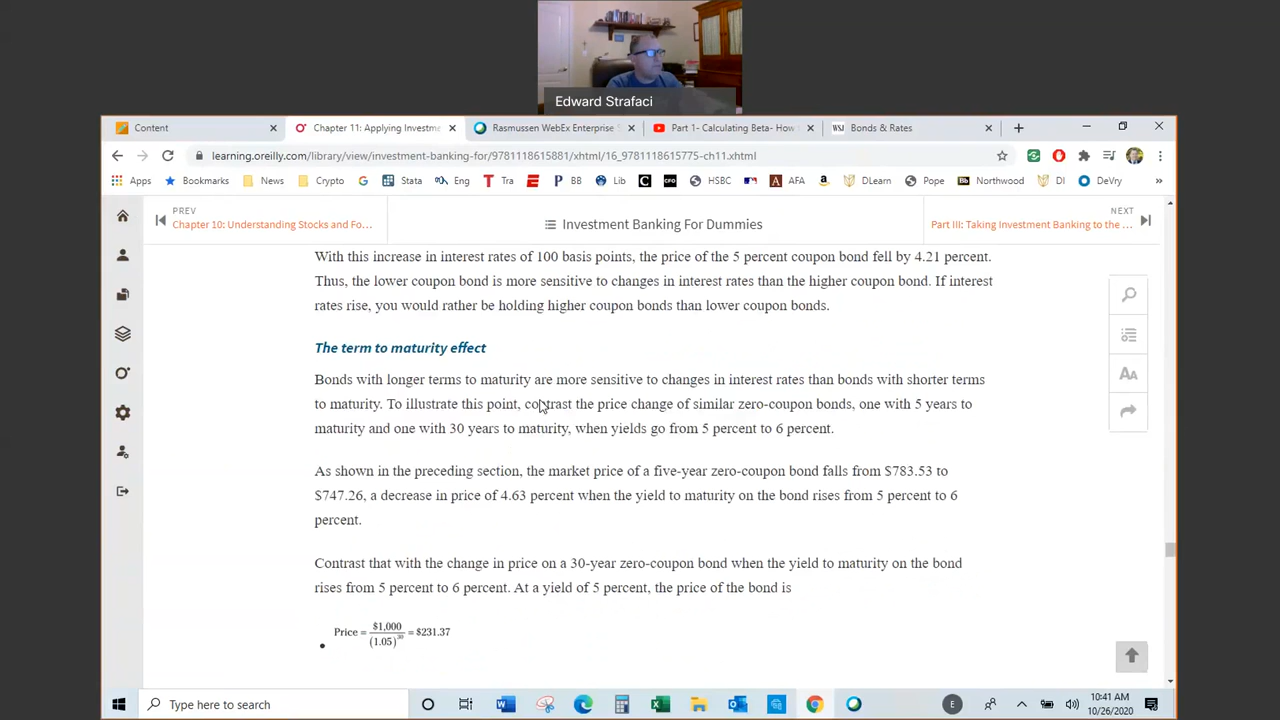 Edward Strafaci
Content
Chapter 11: Applying Investme
Rasmussen WebEx Enterprise S
Part 1- Calculating Beta- How
WSJ
Bonds & Rates
learning.oreilly.com/library/view/investment-banking-for/9781118615881/xhtml/16_9781118615775-ch11.xhtml
Apps
Bookmarks
News
Crypto
Stata
Eng
Tra
BB
Lib
CFO
HSBC
AFA
DLearn
Pope
Northwood
DI
DeVry
»
PREV
Chapter 10: Understanding Stocks and Fo...
Investment Banking For Dummies
NEXT
Part III: Taking Investment Banking to the ...
With this increase in interest rates of 100 basis points, the price of the 5 percent coupon bond fell by 4.21 percent.
Thus, the lower coupon bond is more sensitive to changes in interest rates than the higher coupon bond. If interest
rates rise, you would rather be holding higher coupon bonds than lower coupon bonds.
The term to maturity effect
Bonds with longer terms to maturity are more sensitive to changes in interest rates than bonds with shorter terms
to maturity. To illustrate this point, contrast the price change of similar zero-coupon bonds, one with 5 years to
maturity and one with 30 years to maturity, when yields go from 5 percent to 6 percent.
As shown in the preceding section, the market price of a five-year zero-coupon bond falls from $783.53 to
$747.26, a decrease in price of 4.63 percent when the yield to maturity on the bond rises from 5 percent to 6
percent.
Contrast that with the change in price on a 30-year zero-coupon bond when the yield to maturity on the bond
rises from 5 percent to 6 percent. At a yield of 5 percent, the price of the bond is
Price = $1,000 / (1.05)^30 = $231.37
AA
Type here to search
E
10:41 AM
10/26/2020